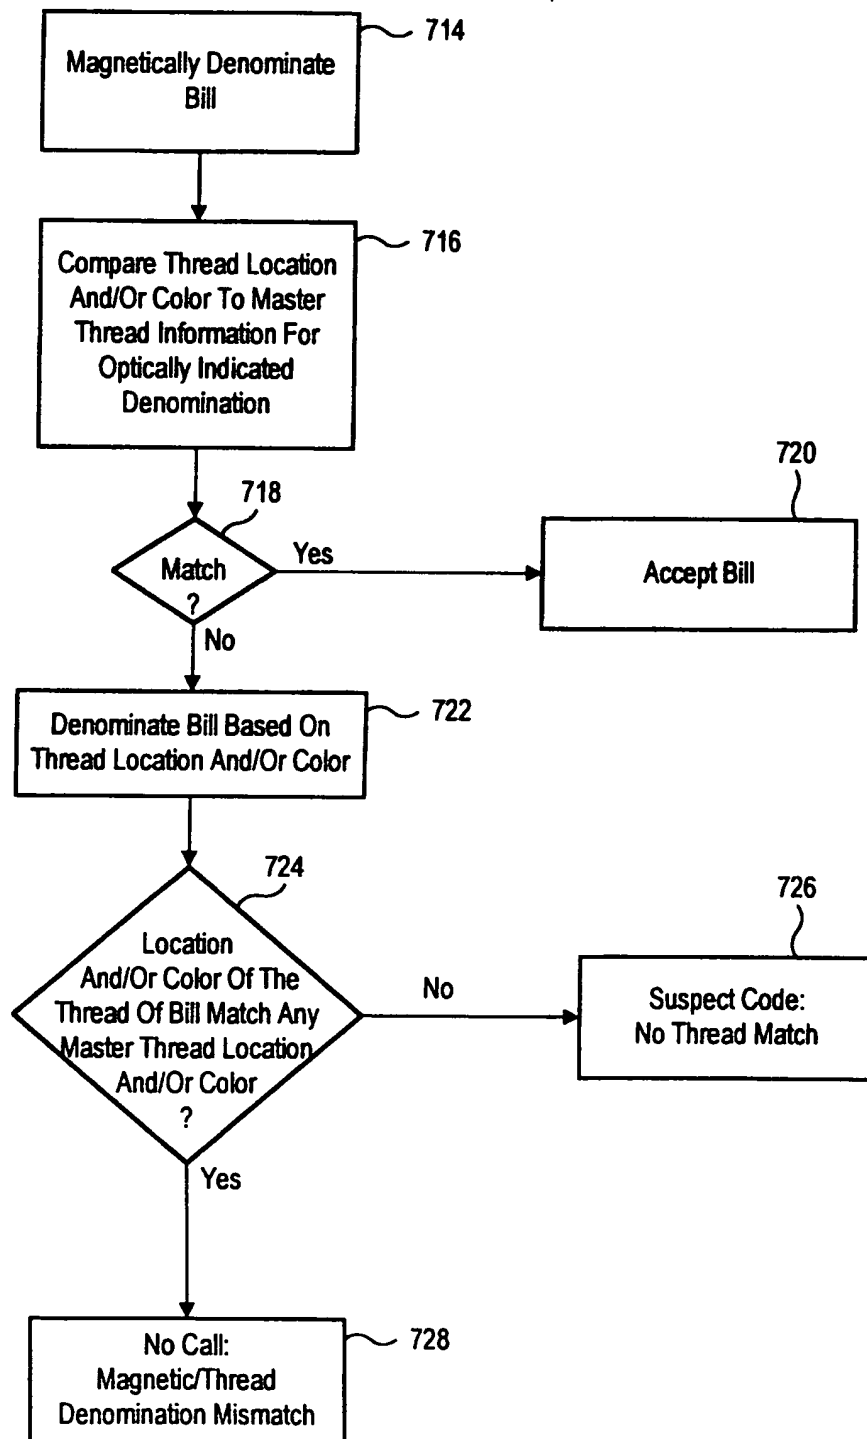 714
Magnetically Denominate
Bill
716
Compare Thread Location
And/Or Color To Master
Thread Information For
Optically Indicated
Denomination
718
Match
?
Yes
No
720
Accept Bill
722
Denominate Bill Based On
Thread Location And/Or Color
724
Location
And/Or Color Of The
Thread Of Bill Match Any
Master Thread Location
And/Or Color
?
No
Yes
726
Suspect Code:
No Thread Match
728
No Call:
Magnetic/Thread
Denomination Mismatch